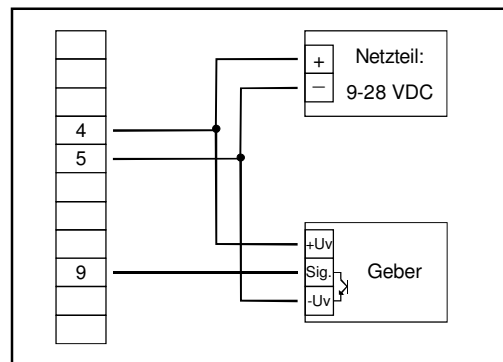 4
5
9
+
−
Netzteil:
9-28 VDC
+Uv
Sig.
-Uv
Geber